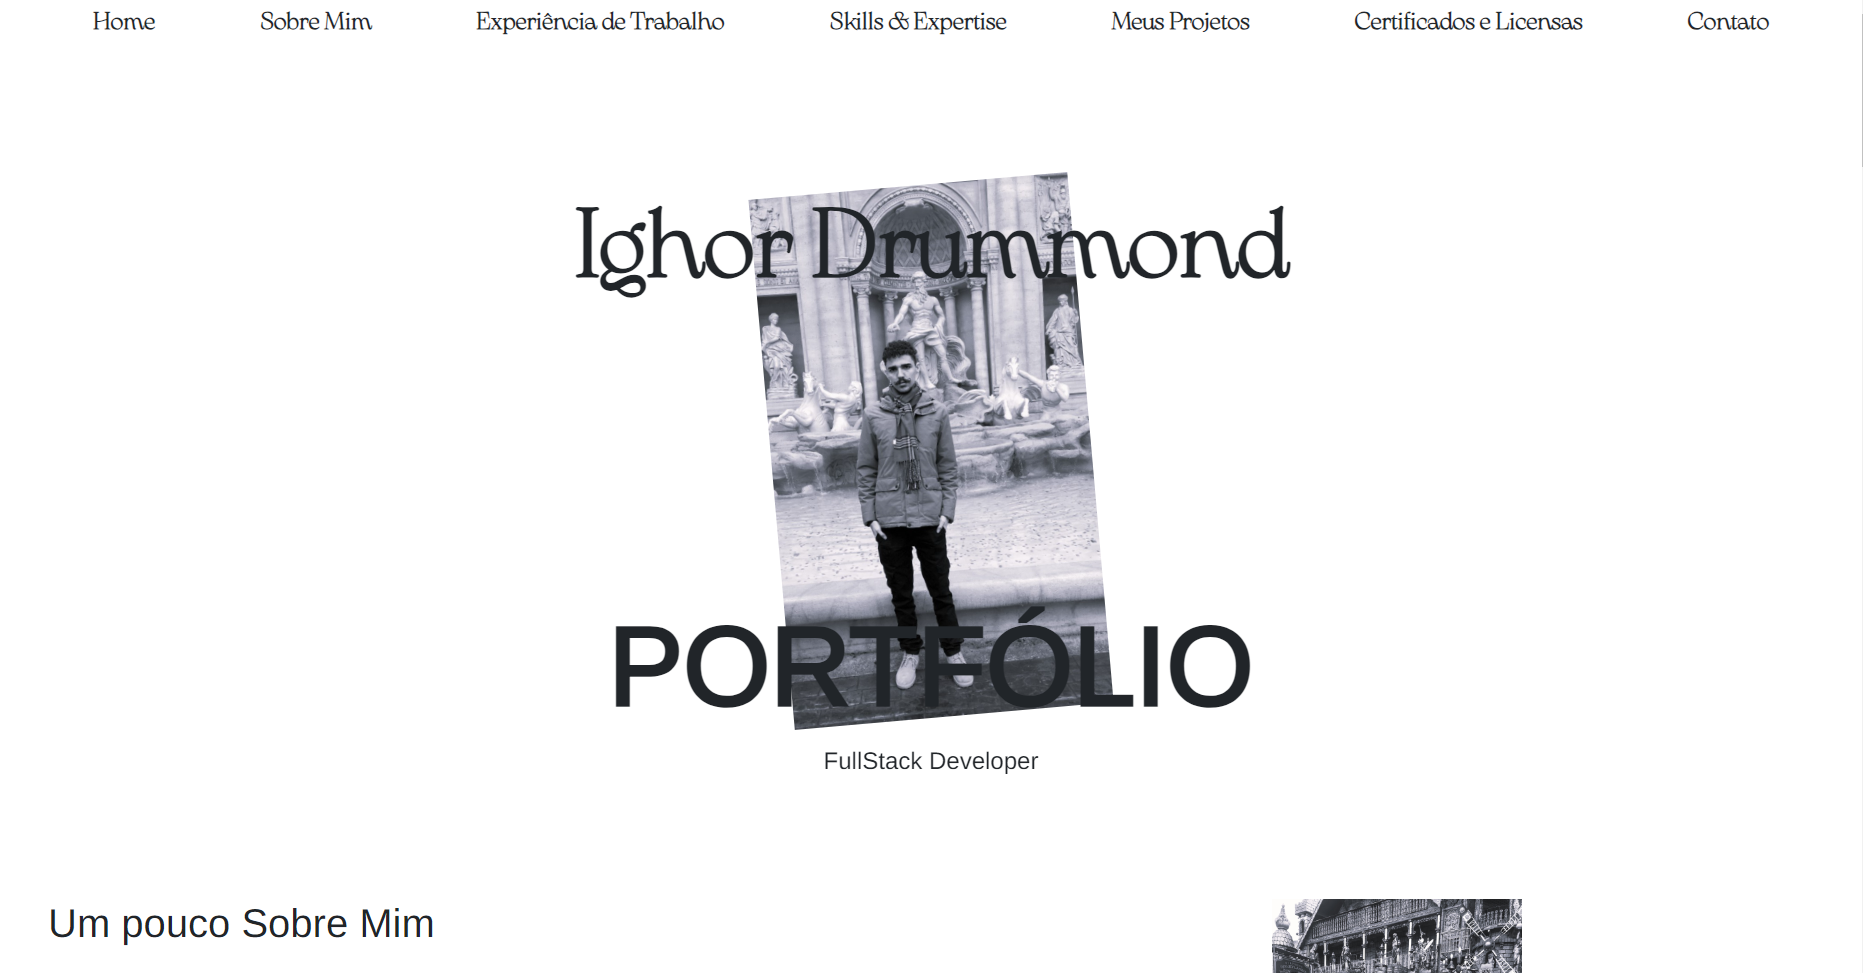 Home Sobre Mim Experiência de Trabalho Skills & Expertise Meus Projetos Certificados e Licensas Contato
Ighor Drummond
PORTFÓLIO
FullStack Developer
Um pouco Sobre Mim